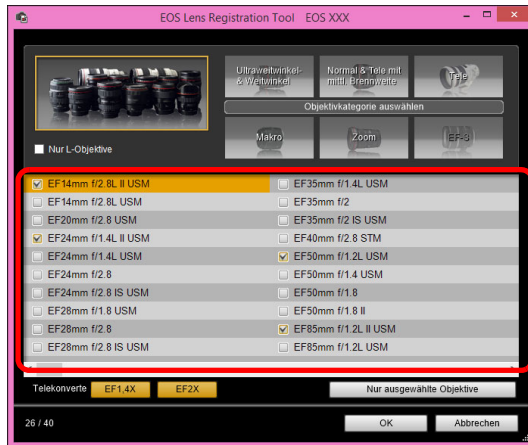 EOS Lens Registration Tool EOS XXX
Ultraweitwinkel-
& Weitwinkel
Normal & Tele mit
mittl. Brennweite
Tele
Objektivkategorie auswählen
Makro
Zoom
EF-S
Nur L-Objektive
EF14mm f/2.8L II USM
EF14mm f/2.8L USM
EF20mm f/2.8 USM
EF24mm f/1.4L II USM
EF24mm f/1.4L USM
EF24mm f/2.8
EF24mm f/2.8 IS USM
EF28mm f/1.8 USM
EF28mm f/2.8
EF28mm f/2.8 IS USM
EF35mm f/1.4L USM
EF35mm f/2
EF35mm f/2 IS USM
EF40mm f/2.8 STM
EF50mm f/1.2L USM
EF50mm f/1.4 USM
EF50mm f/1.8
EF50mm f/1.8 II
EF85mm f/1.2L II USM
EF85mm f/1.2L USM
Telekonverte
EF1,4X
EF2X
Nur ausgewählte Objektive
26 / 40
OK
Abbrechen